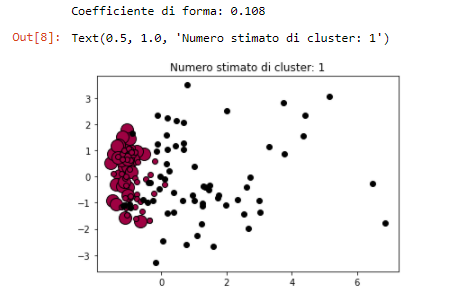 Coefficiente di forma: 0.108
Out[8]: Text(0.5, 1.0, 'Numero stimato di cluster: 1')
Numero stimato di cluster: 1
3
2
1
0
−1
−2
−3
0 2 4 6